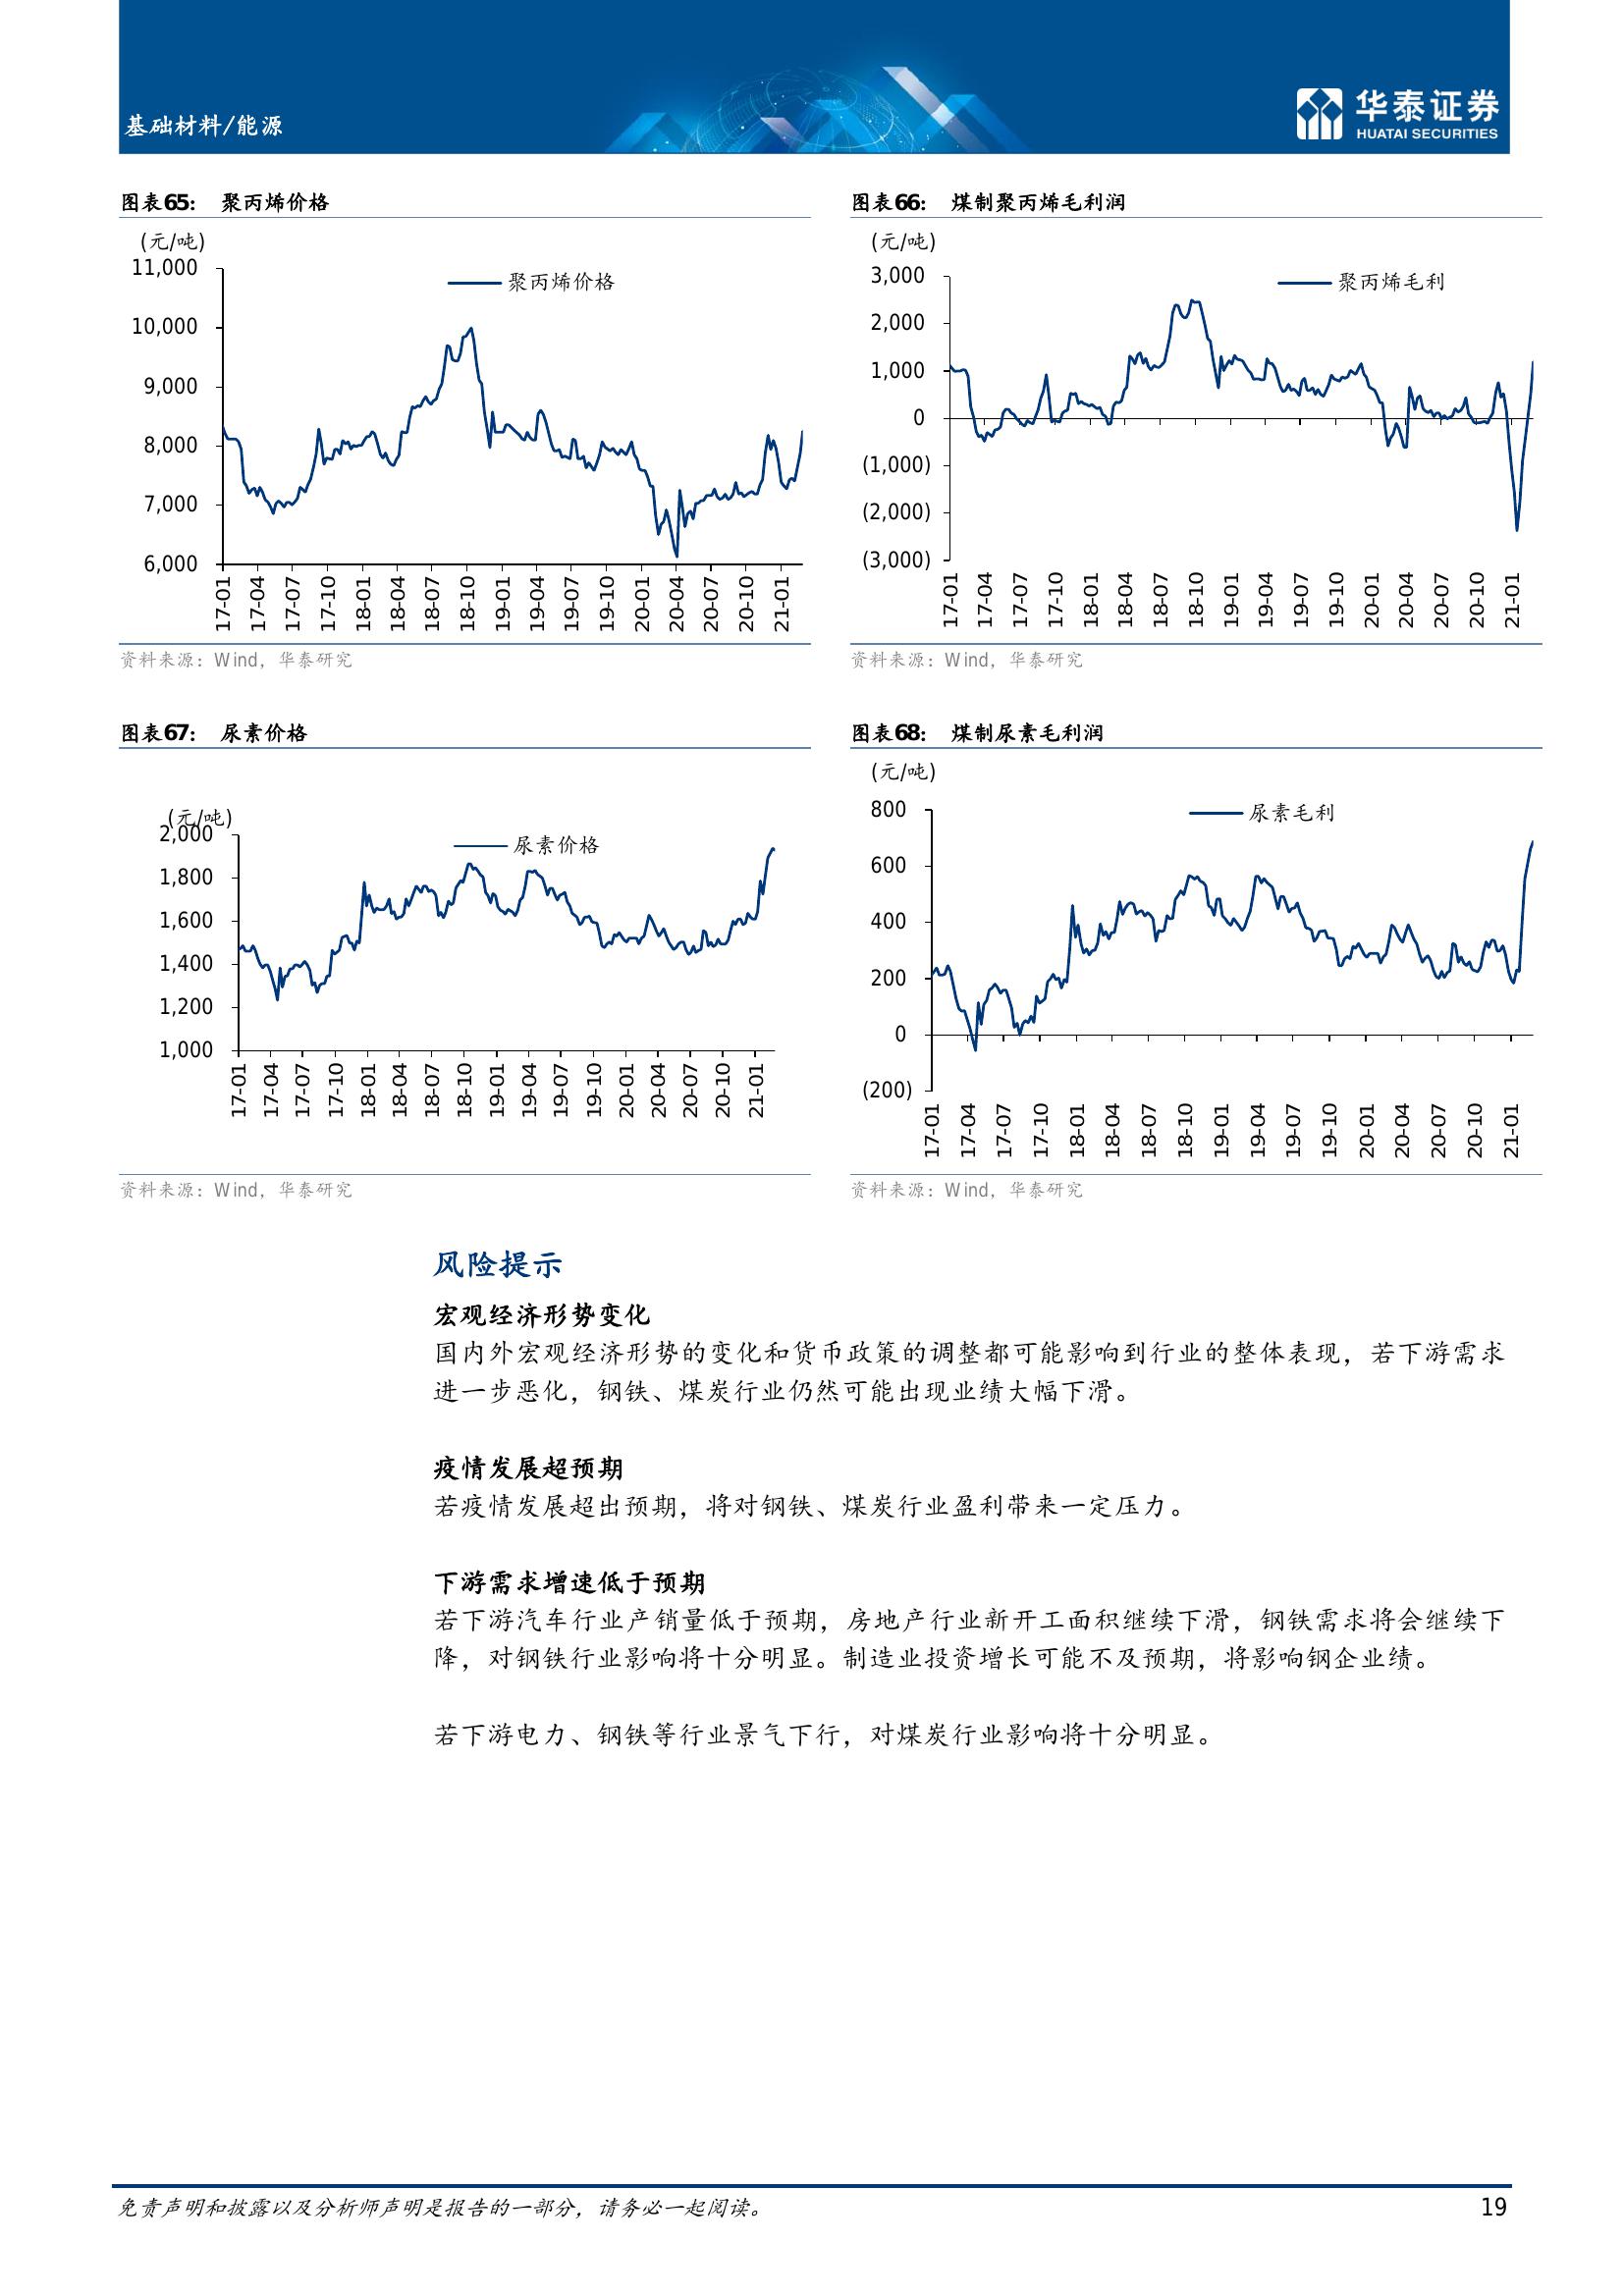 基础材料/能源
华泰证券
HUATAI SECURITIES
图表65： 聚丙烯价格
(元/吨)
聚丙烯价格
11,000
10,000
9,000
8,000
7,000
6,000
17-01 17-04 17-07 17-10 18-01 18-04 18-07 18-10 19-01 19-04 19-07 19-10 20-01 20-04 20-07 20-10 21-01
资料来源：Wind，华泰研究
图表66： 煤制聚丙烯毛利润
(元/吨)
聚丙烯毛利
3,000
2,000
1,000
0
(1,000)
(2,000)
(3,000)
17-01 17-04 17-07 17-10 18-01 18-04 18-07 18-10 19-01 19-04 19-07 19-10 20-01 20-04 20-07 20-10 21-01
资料来源：Wind，华泰研究
图表67： 尿素价格
(元/吨)
尿素价格
2,000
1,800
1,600
1,400
1,200
1,000
17-01 17-04 17-07 17-10 18-01 18-04 18-07 18-10 19-01 19-04 19-07 19-10 20-01 20-04 20-07 20-10 21-01
资料来源：Wind，华泰研究
图表68： 煤制尿素毛利润
(元/吨)
尿素毛利
800
600
400
200
0
(200)
17-01 17-04 17-07 17-10 18-01 18-04 18-07 18-10 19-01 19-04 19-07 19-10 20-01 20-04 20-07 20-10 21-01
资料来源：Wind，华泰研究
风险提示
宏观经济形势变化
国内外宏观经济形势的变化和货币政策的调整都可能影响到行业的整体表现，若下游需求
进一步恶化，钢铁、煤炭行业仍然可能出现业绩大幅下滑。
疫情发展超预期
若疫情发展超出预期，将对钢铁、煤炭行业盈利带来一定压力。
下游需求增速低于预期
若下游汽车行业产销量低于预期，房地产行业新开工面积继续下滑，钢铁需求将会继续下
降，对钢铁行业影响将十分明显。制造业投资增长可能不及预期，将影响钢企业绩。
若下游电力、钢铁等行业景气下行，对煤炭行业影响将十分明显。
免责声明和披露以及分析师声明是报告的一部分，请务必一起阅读。
19